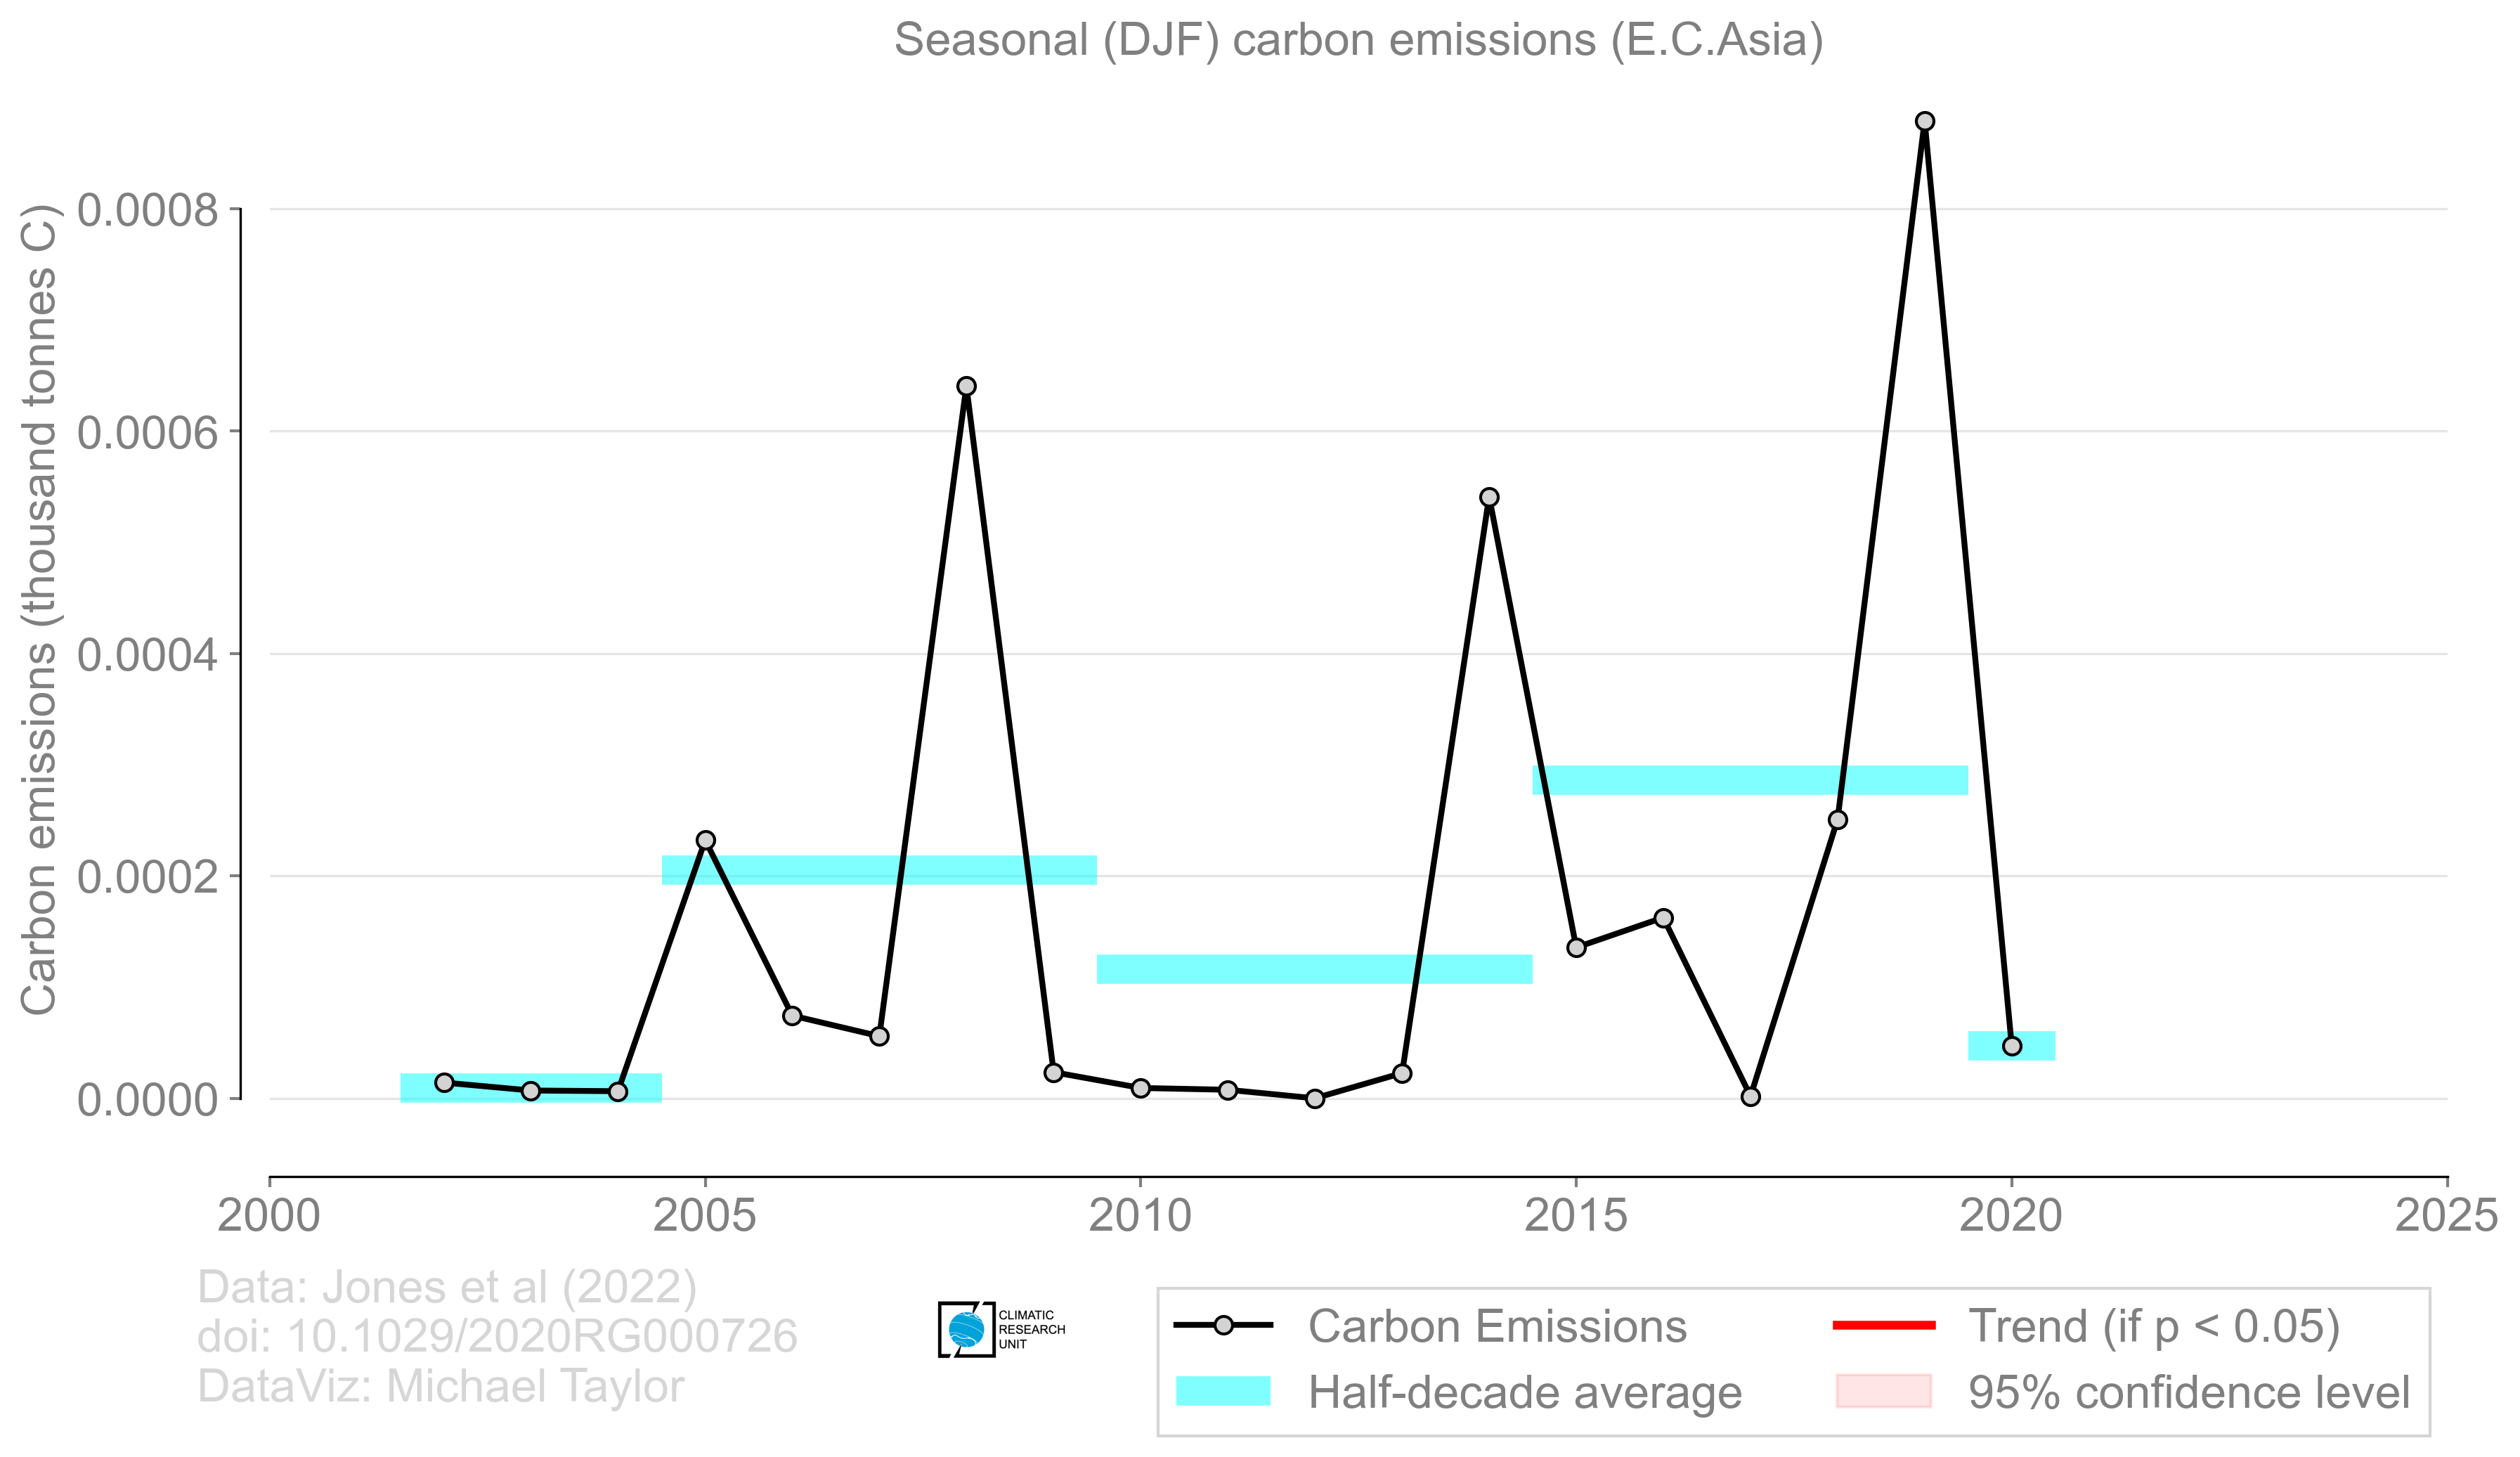 Seasonal (DJF) carbon emissions (E.C.Asia)
Carbon emissions (thousand tonnes C)
0.0008
0.0006
0.0004
0.0002
0.0000
2000 2005 2010 2015 2020 2025
Data: Jones et al (2022)
doi: 10.1029/2020RG000726
DataViz: Michael Taylor
CLIMATIC
RESEARCH
UNIT
Carbon Emissions
Half-decade average
Trend (if p < 0.05)
95% confidence level